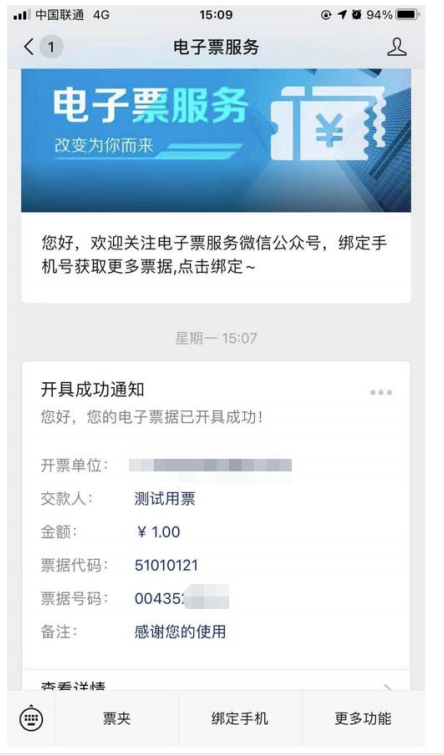 中国联通 4G 15:09 94%
1 电子票服务
电子票服务
改变为你而来
¥
您好，欢迎关注电子票服务微信公众号，绑定手
机号获取更多票据,点击绑定~
星期一 15:07
开具成功通知
您好，您的电子票据已开具成功！
开票单位：
交款人： 测试用票
金额： ¥ 1.00
票据代码： 51010121
票据号码： 00435
备注： 感谢您的使用
查看详情
票夹 绑定手机 更多功能